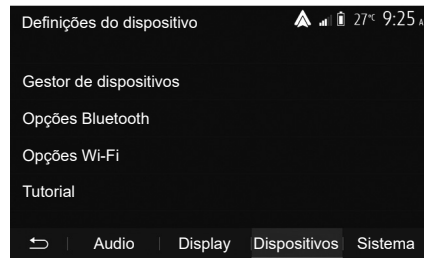 Definições do dispositivo 27°C 9:25 A
Gestor de dispositivos
Opções Bluetooth
Opções Wi-Fi
Tutorial
Audio Display Dispositivos Sistema